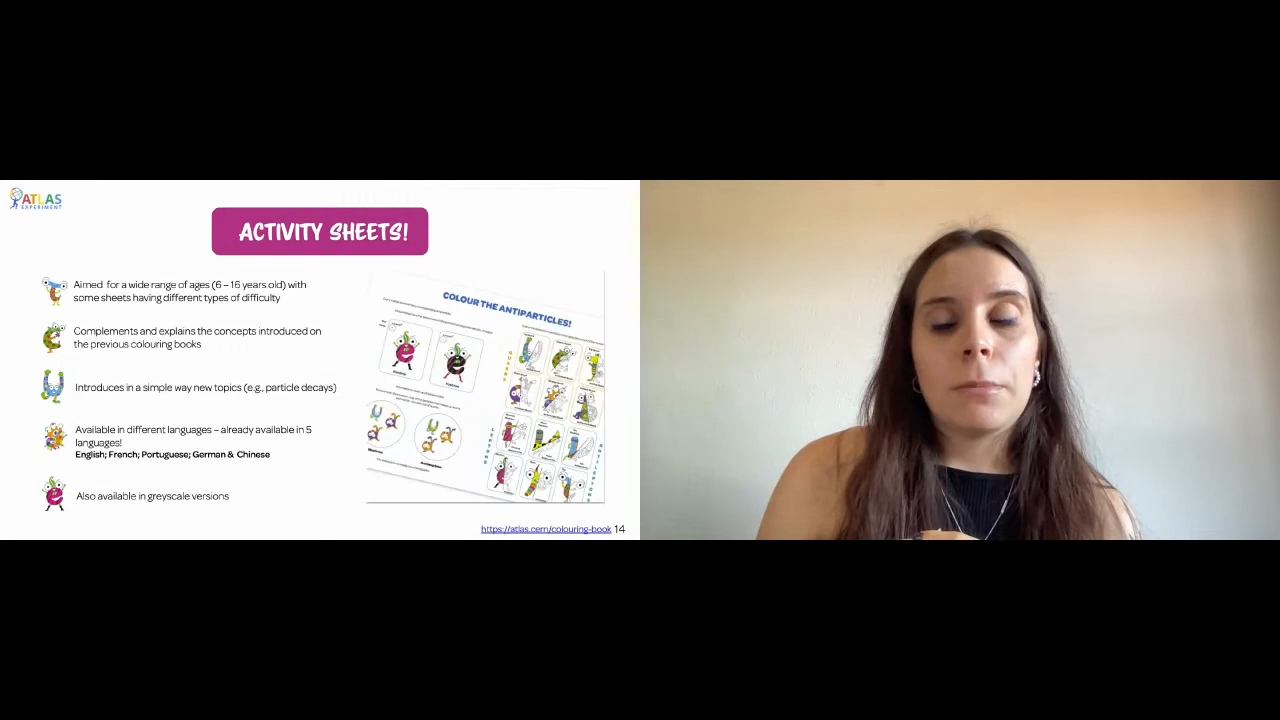 ATLAS
EXPERIMENT
ACTIVITY SHEETS!
Aimed for a wide range of ages (6 – 16 years old) with
some sheets having different types of difficulty
Complements and explains the concepts introduced on
the previous colouring books
Introduces in a simple way new topics (e.g., particle decays)
Available in different languages – already available in 5
languages!
English; French; Portuguese; German & Chinese
Also available in greyscale versions
COLOUR THE ANTIPARTICLES!
QUARKS
LEPTONS
https://atlas.cern/colouring-book 14